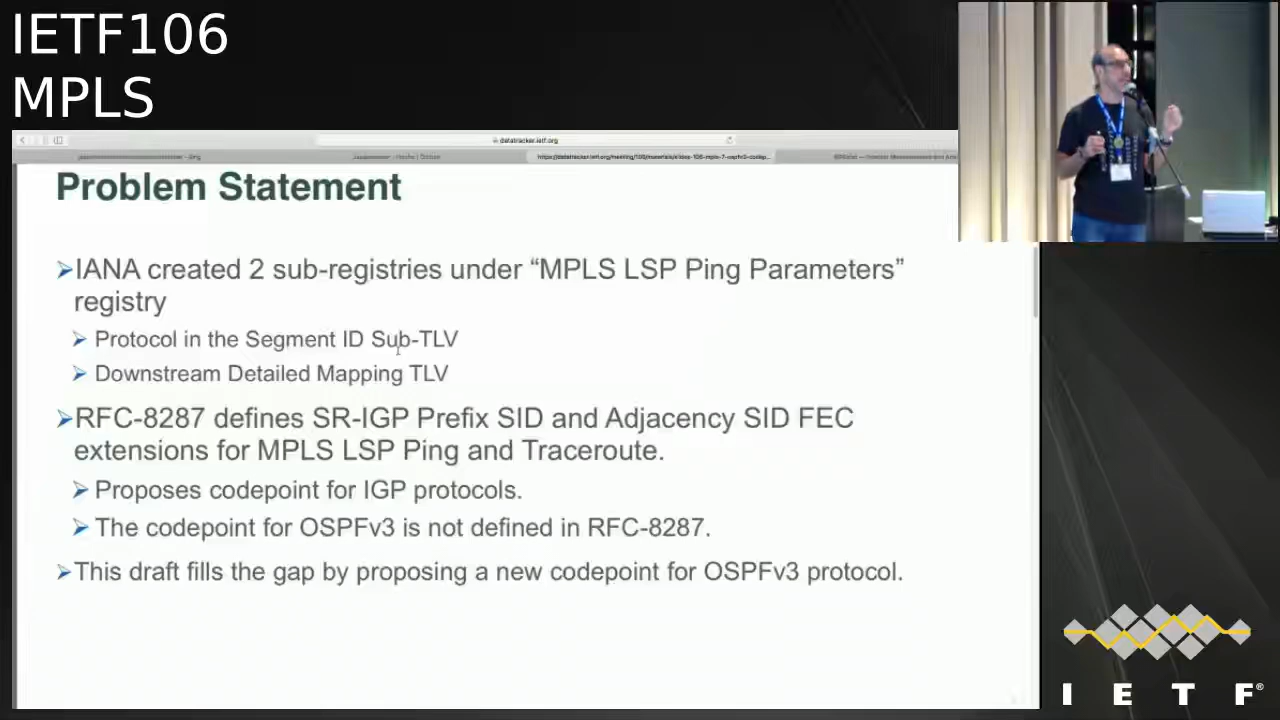 IETF106
MPLS
datatracker.ietf.org
Problem Statement
➢IANA created 2 sub-registries under “MPLS LSP Ping Parameters”
registry
➢ Protocol in the Segment ID Sub-TLV
➢ Downstream Detailed Mapping TLV
➢RFC-8287 defines SR-IGP Prefix SID and Adjacency SID FEC
extensions for MPLS LSP Ping and Traceroute.
➢ Proposes codepoint for IGP protocols.
➢ The codepoint for OSPFv3 is not defined in RFC-8287.
➢This draft fills the gap by proposing a new codepoint for OSPFv3 protocol.
I E T F®